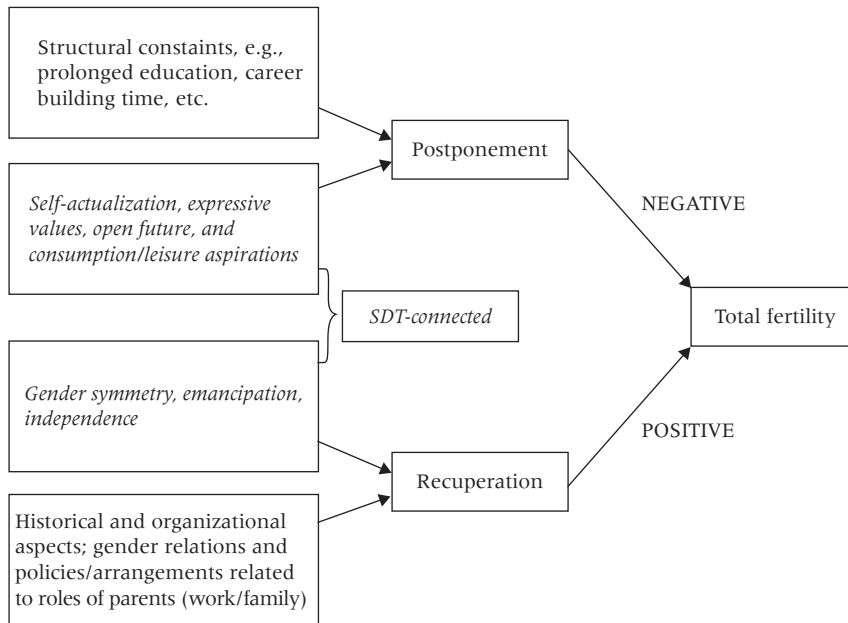 Structural constaints, e.g.,
prolonged education, career
building time, etc.
Postponement
Self-actualization, expressive
values, open future, and
consumption/leisure aspirations
NEGATIVE
SDT-connected
Total fertility
Gender symmetry, emancipation,
independence
POSITIVE
Recuperation
Historical and organizational
aspects; gender relations and
policies/arrangements related
to roles of parents (work/family)